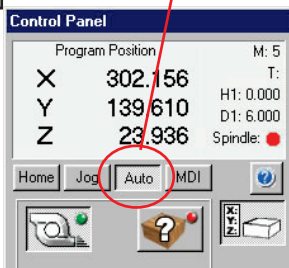 Control Panel
Program Position M: 5
X 302.156 T:
Y 139.610 H1: 0.000
D1: 6.000
Z 23.936 Spindle:
Home Jog Auto MDI ?
? X: Y: Z: